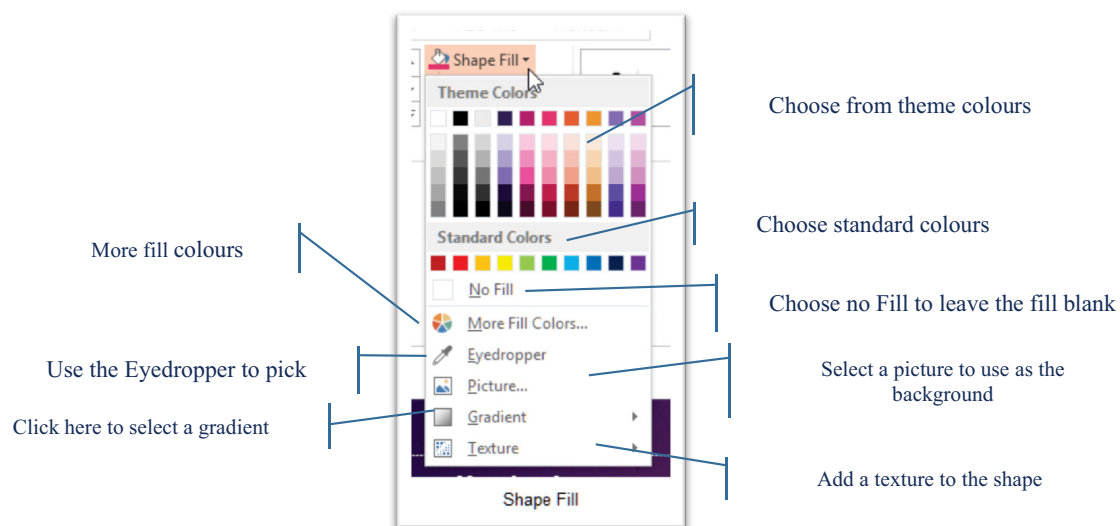 Shape Fill
Theme Colors
Choose from theme colours
Choose standard colours
Standard Colors
More fill colours
No Fill
Choose no Fill to leave the fill blank
More Fill Colors...
Eyedropper
Use the Eyedropper to pick
Select a picture to use as the
background
Picture...
Gradient
Click here to select a gradient
Texture
Add a texture to the shape
Shape Fill